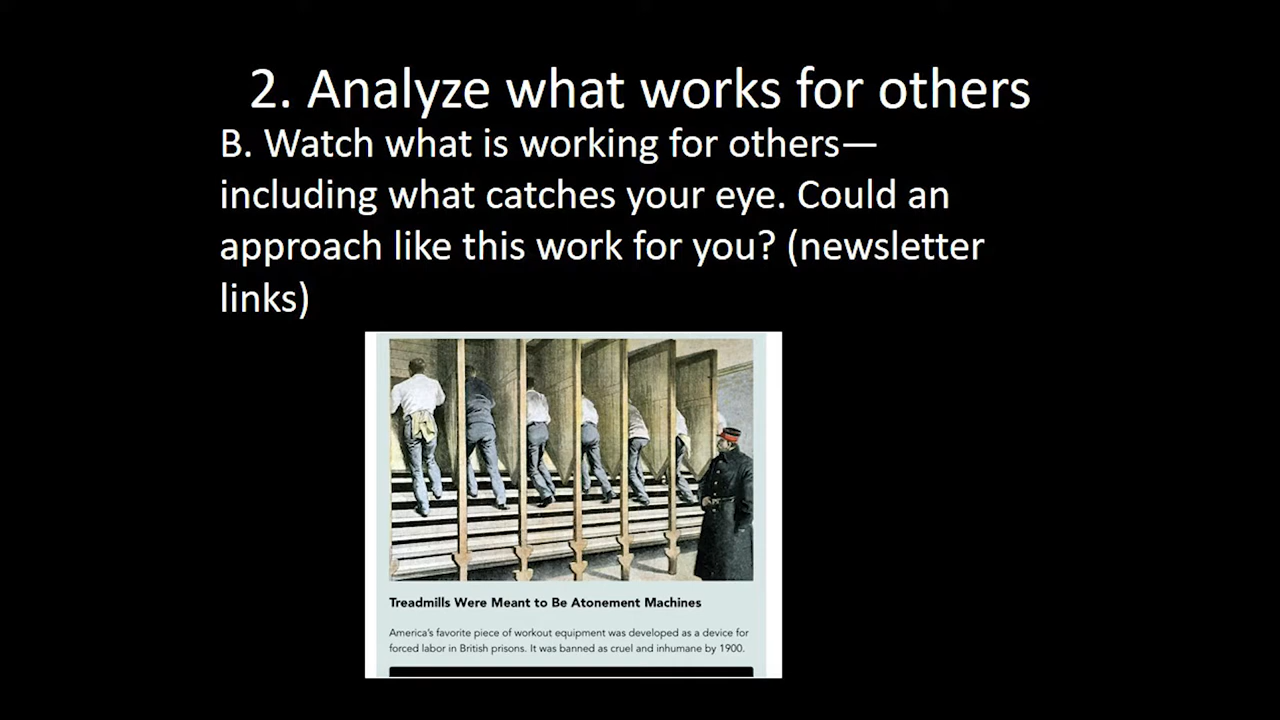 2. Analyze what works for others
B. Watch what is working for others—
including what catches your eye. Could an
approach like this work for you? (newsletter
links)
Treadmills Were Meant to Be Atonement Machines
America's favorite piece of workout equipment was developed as a device for
forced labor in British prisons. It was banned as cruel and inhumane by 1900.